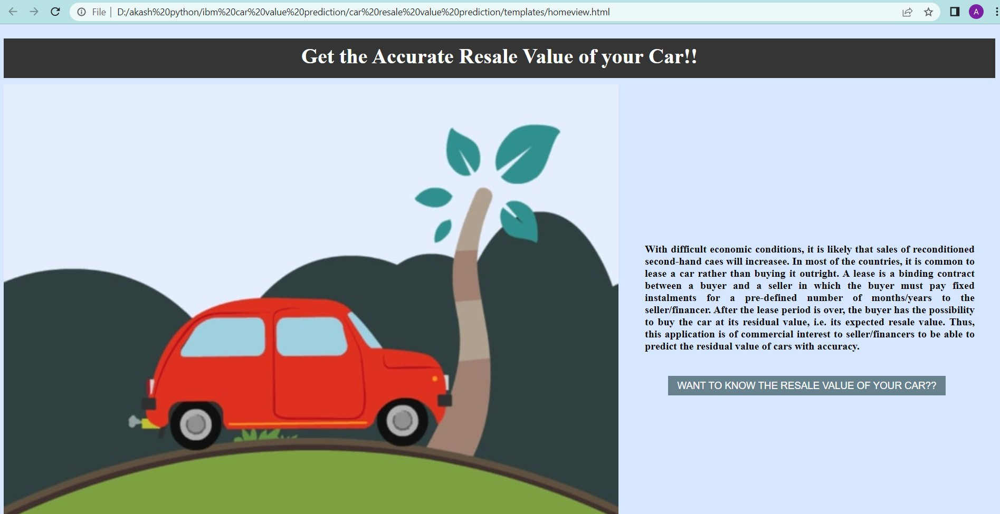 File | D:/akash%20python/ibm%20car%20value%20prediction/car%20resale%20value%20prediction/templates/homeview.html
A
Get the Accurate Resale Value of your Car!!
With difficult economic conditions, it is likely that sales of reconditioned
second-hand caes will increasee. In most of the countries, it is common to
lease a car rather than buying it outright. A lease is a binding contract
between a buyer and a seller in which the buyer must pay fixed
instalments for a pre-defined number of months/years to the
seller/financer. After the lease period is over, the buyer has the possibility
to buy the car at its residual value, i.e. its expected resale value. Thus,
this application is of commercial interest to seller/financers to be able to
predict the residual value of cars with accuracy.
WANT TO KNOW THE RESALE VALUE OF YOUR CAR??